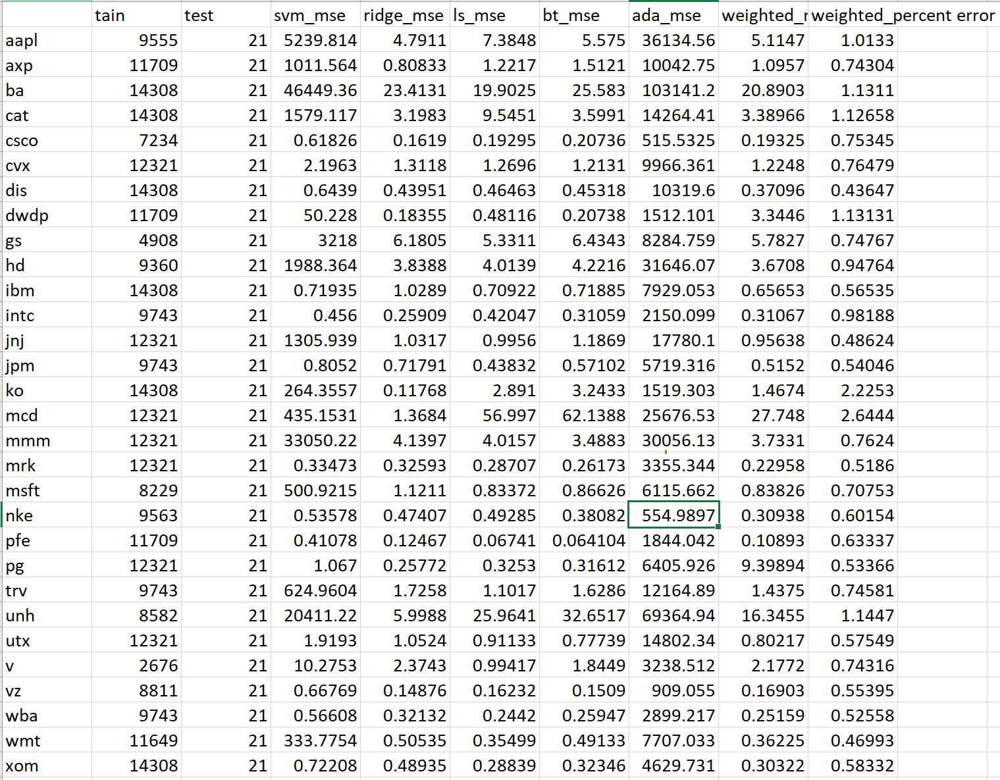 tain test svm_mse ridge_mse ls_mse bt_mse ada_mse weighted_r weighted_percent error
aapl 9555 21 5239.814 4.7911 7.3848 5.575 36134.56 5.1147 1.0133
axp 11709 21 1011.564 0.80833 1.2217 1.5121 10042.75 1.0957 0.74304
ba 14308 21 46449.36 23.4131 19.9025 25.583 103141.2 20.8903 1.1311
cat 14308 21 1579.117 3.1983 9.5451 3.5991 14264.41 3.38966 1.12658
csco 7234 21 0.61826 0.1619 0.19295 0.20736 515.5325 0.19325 0.75345
cvx 12321 21 2.1963 1.3118 1.2696 1.2131 9966.361 1.2248 0.76479
dis 14308 21 0.6439 0.43951 0.46463 0.45318 10319.6 0.37096 0.43647
dwdp 11709 21 50.228 0.18355 0.48116 0.20738 1512.101 3.3446 1.13131
gs 4908 21 3218 6.1805 5.3311 6.4343 8284.759 5.7827 0.74767
hd 9360 21 1988.364 3.8388 4.0139 4.2216 31646.07 3.6708 0.94764
ibm 14308 21 0.71935 1.0289 0.70922 0.71885 7929.053 0.65653 0.56535
intc 9743 21 0.456 0.25909 0.42047 0.31059 2150.099 0.31067 0.98188
jnj 12321 21 1305.939 1.0317 0.9956 1.1869 17780.1 0.95638 0.48624
jpm 9743 21 0.8052 0.71791 0.43832 0.57102 5719.316 0.5152 0.54046
ko 14308 21 264.3557 0.11768 2.891 3.2433 1519.303 1.4674 2.2253
mcd 12321 21 435.1531 1.3684 56.997 62.1388 25676.53 27.748 2.6444
mmm 12321 21 33050.22 4.1397 4.0157 3.4883 30056.13 3.7331 0.7624
mrk 12321 21 0.33473 0.32593 0.28707 0.26173 3355.344 0.22958 0.5186
msft 8229 21 500.9215 1.1211 0.83372 0.86626 6115.662 0.83826 0.70753
nke 9563 21 0.53578 0.47407 0.49285 0.38082 554.9897 0.30938 0.60154
pfe 11709 21 0.41078 0.12467 0.06741 0.064104 1844.042 0.10893 0.63337
pg 12321 21 1.067 0.25772 0.3253 0.31612 6405.926 9.39894 0.53366
trv 9743 21 624.9604 1.7258 1.1017 1.6286 12164.89 1.4375 0.74581
unh 8582 21 20411.22 5.9988 25.9641 32.6517 69364.94 16.3455 1.1447
utx 12321 21 1.9193 1.0524 0.91133 0.77739 14802.34 0.80217 0.57549
v 2676 21 10.2753 2.3743 0.99417 1.8449 3238.512 2.1772 0.74316
vz 8811 21 0.66769 0.14876 0.16232 0.1509 909.055 0.16903 0.55395
wba 9743 21 0.56608 0.32132 0.2442 0.25947 2899.217 0.25159 0.52558
wmt 11649 21 333.7754 0.50535 0.35499 0.49133 7707.033 0.36225 0.46993
xom 14308 21 0.72208 0.48935 0.28839 0.32346 4629.731 0.30322 0.58332